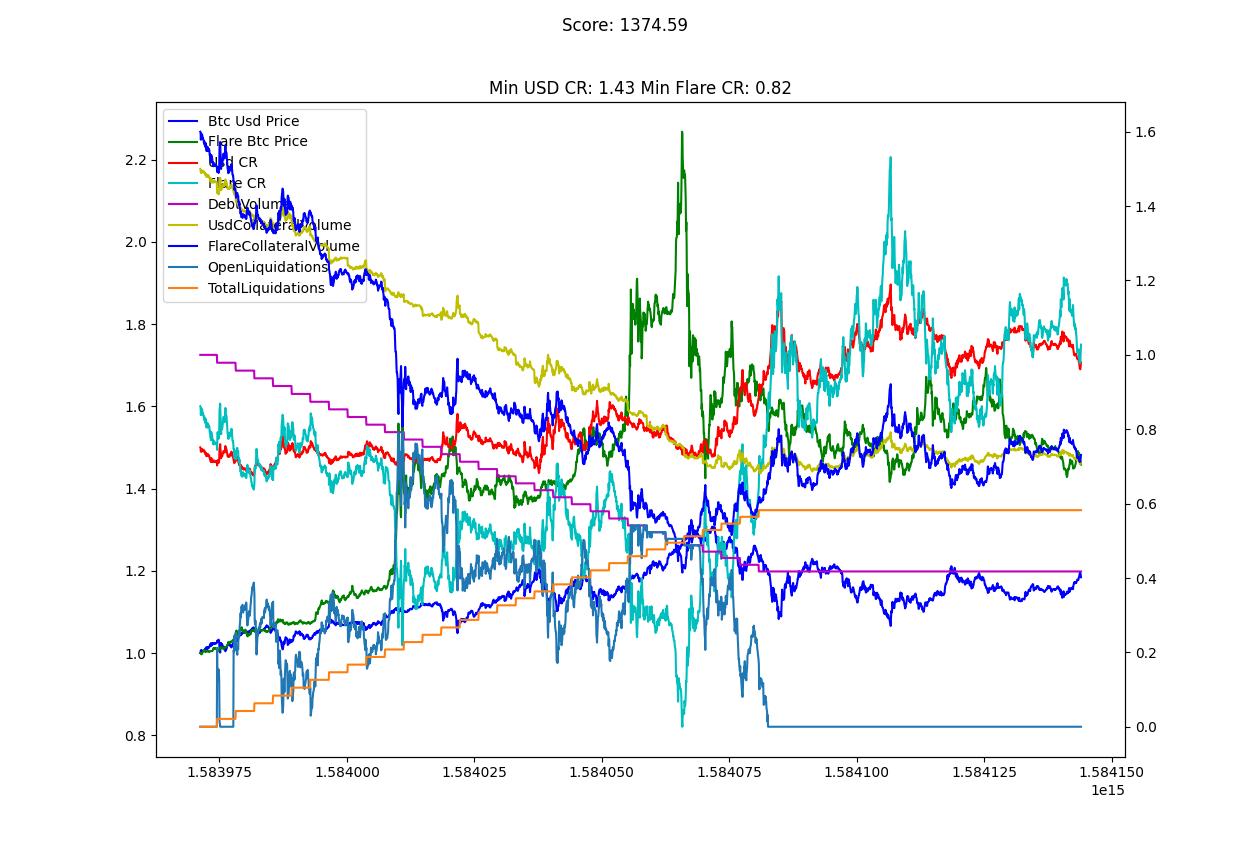 Score: 1374.59
Min USD CR: 1.43 Min Flare CR: 0.82
Btc Usd Price
Flare Btc Price
Usd CR
Flare CR
DebtVolume
UsdCollateralVolume
FlareCollateralVolume
OpenLiquidations
TotalLiquidations
2.2
2.0
1.8
1.6
1.4
1.2
1.0
0.8
1.6
1.4
1.2
1.0
0.8
0.6
0.4
0.2
0.0
1.583975
1.584000
1.584025
1.584050
1.584075
1.584100
1.584125
1.584150
1e15